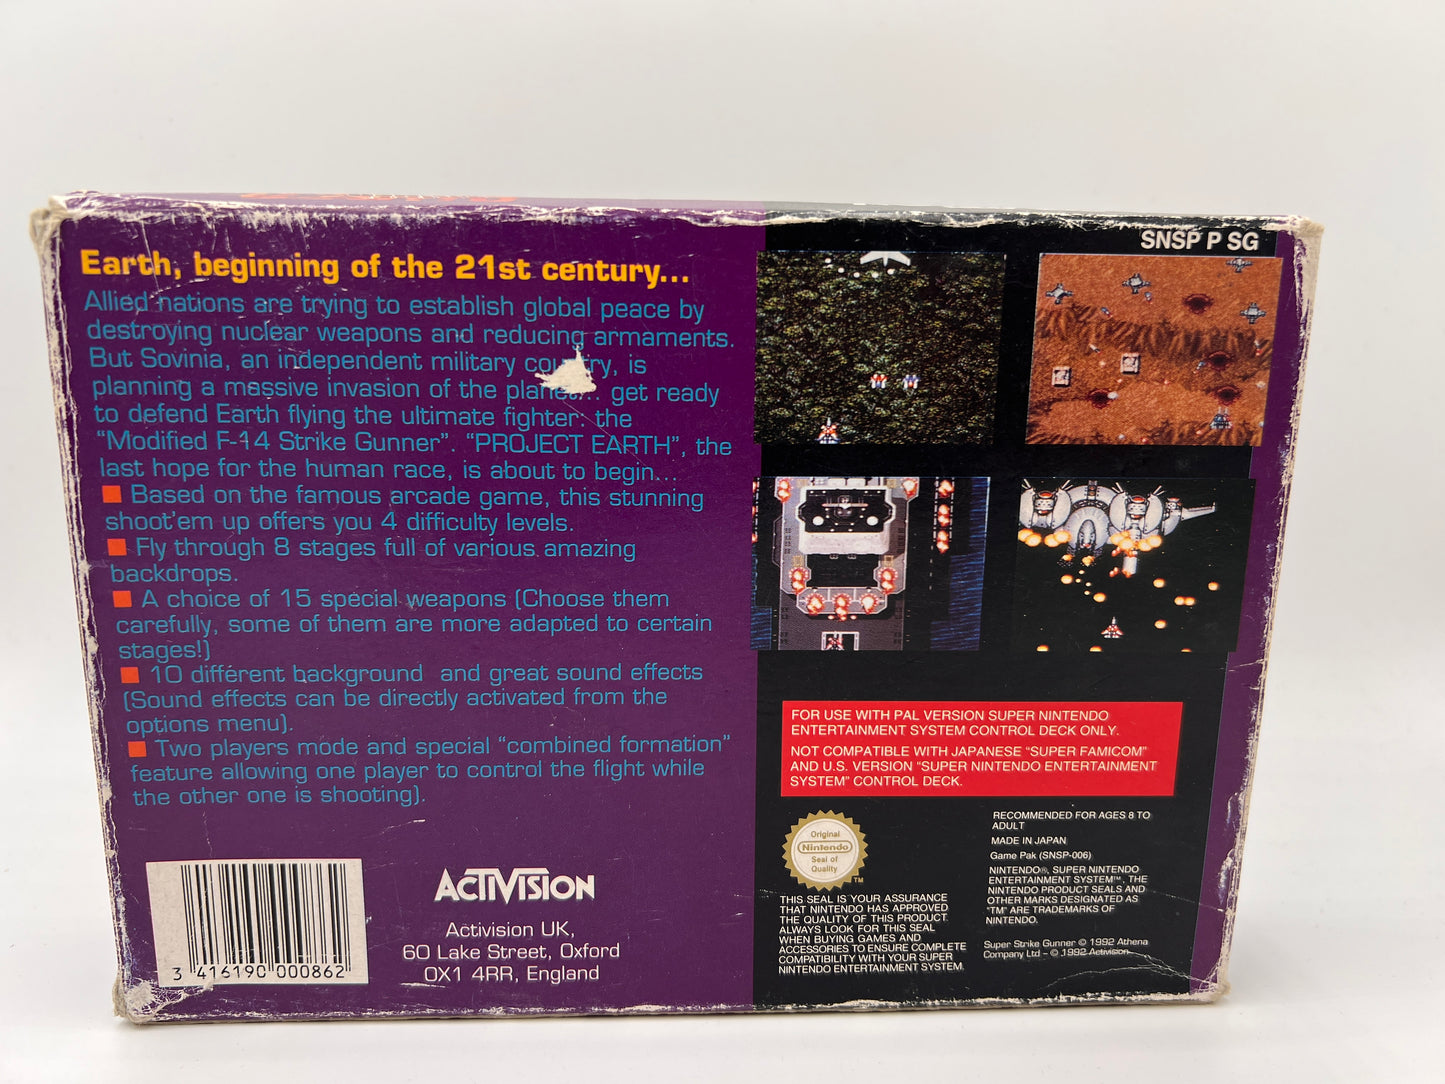 Earth, beginning of the 21st century...
Allied nations are trying to establish global peace by
destroying nuclear weapons and reducing armaments.
But Sovinia, an independent military country, is
planning a massive invasion of the planet... get ready
to defend Earth flying the ultimate fighter: the
“Modified F-14 Strike Gunner”. “PROJECT EARTH”, the
last hope for the human race, is about to begin...
■ Based on the famous arcade game, this stunning
shoot'em up offers you 4 difficulty levels.
■ Fly through 8 stages full of various amazing
backdrops.
■ A choice of 15 special weapons (Choose them
carefully, some of them are more adapted to certain
stages!)
■ 10 different background and great sound effects
(Sound effects can be directly activated from the
options menu).
■ Two players mode and special “combined formation”
feature allowing one player to control the flight while
the other one is shooting).
3 416190 000862
ACTIVISION
Activision UK,
60 Lake Street, Oxford
OX1 4RR, England
SNSP P SG
FOR USE WITH PAL VERSION SUPER NINTENDO
ENTERTAINMENT SYSTEM CONTROL DECK ONLY.
NOT COMPATIBLE WITH JAPANESE “SUPER FAMICOM”
AND U.S. VERSION “SUPER NINTENDO ENTERTAINMENT
SYSTEM” CONTROL DECK.
Original
Nintendo
Seal of
Quality
TM
THIS SEAL IS YOUR ASSURANCE
THAT NINTENDO HAS APPROVED
THE QUALITY OF THIS PRODUCT.
ALWAYS LOOK FOR THIS SEAL
WHEN BUYING GAMES AND
ACCESSORIES TO ENSURE COMPLETE
COMPATIBILITY WITH YOUR SUPER
NINTENDO ENTERTAINMENT SYSTEM.
RECOMMENDED FOR AGES 8 TO
ADULT
MADE IN JAPAN
Game Pak (SNSP-006)
NINTENDO®, SUPER NINTENDO
ENTERTAINMENT SYSTEM™, THE
NINTENDO PRODUCT SEALS AND
OTHER MARKS DESIGNATED AS
“TM” ARE TRADEMARKS OF
NINTENDO.
Super Strike Gunner © 1992 Athena
Company Ltd - © 1992 Activision